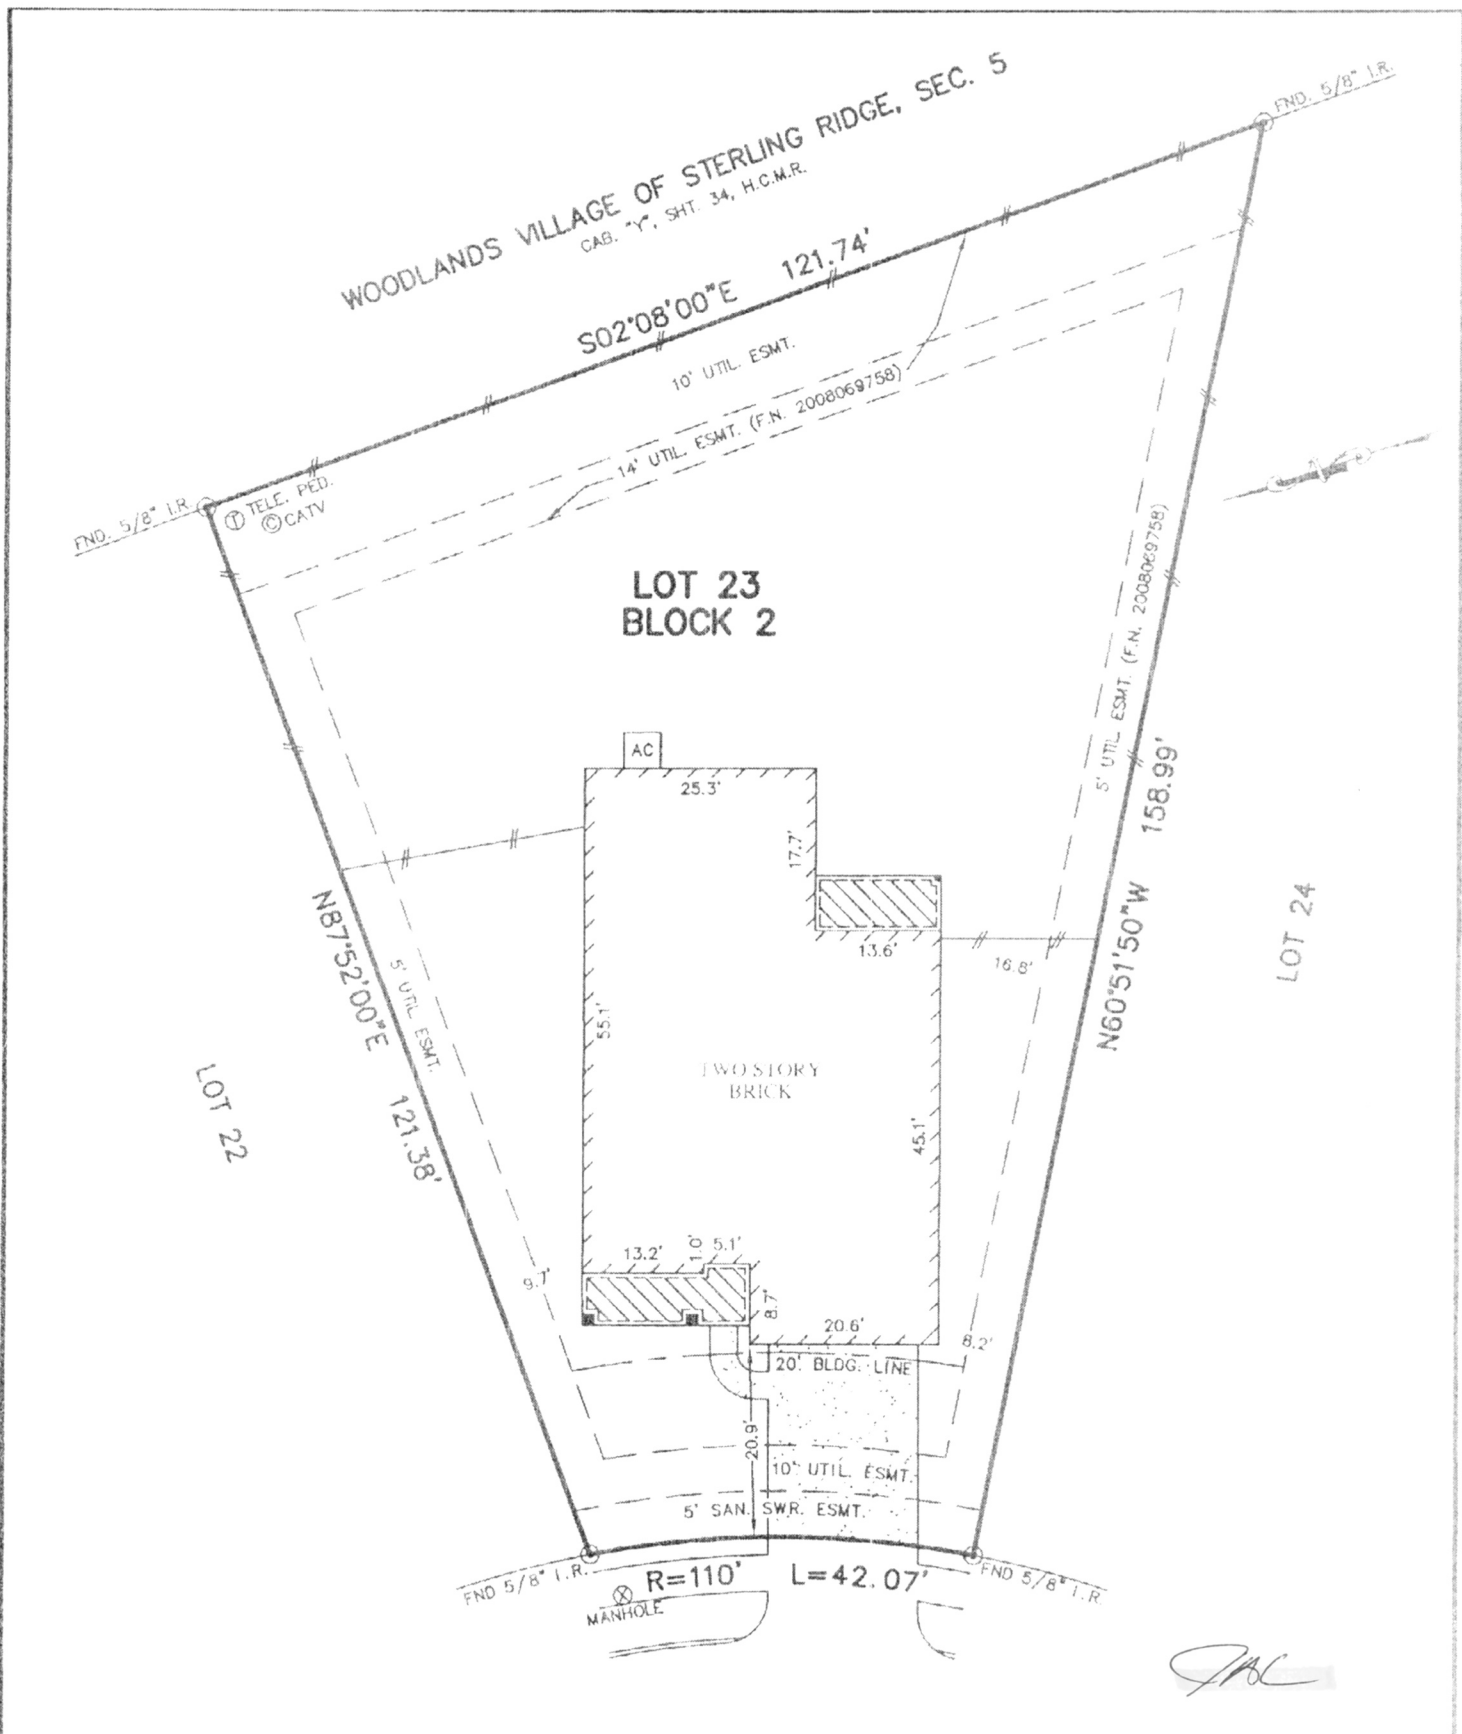 WOODLANDS VILLAGE OF STERLING RIDGE, SEC. 5
CAB. "Y", SHT. 34, H.C.M.R.
FND. 5/8" I.R.
S02°08'00"E 121.74'
10' UTIL. ESMT.
14' UTIL. ESMT. (F.N. 2008069758)
FND. 5/8" I.R.
T TELE. PED.
C CATV
LOT 23
BLOCK 2
5' UTIL. ESMT. (F.N. 2008069758)
N60°51'50"W 158.99'
LOT 24
AC
25.3'
17.7'
13.6'
16.8'
N87°52'00"E 121.38'
5' UTIL. ESMT.
LOT 22
55.1'
TWO STORY
BRICK
45.1'
13.2'
1.0'
5.1'
9.7'
8.7'
20.6'
8.2'
20' BLDG. LINE
20.9'
10' UTIL. ESMT.
5' SAN. SWR. ESMT.
FND 5/8" I.R.
R=110' L=42.07'
FND 5/8" I.R.
MANHOLE